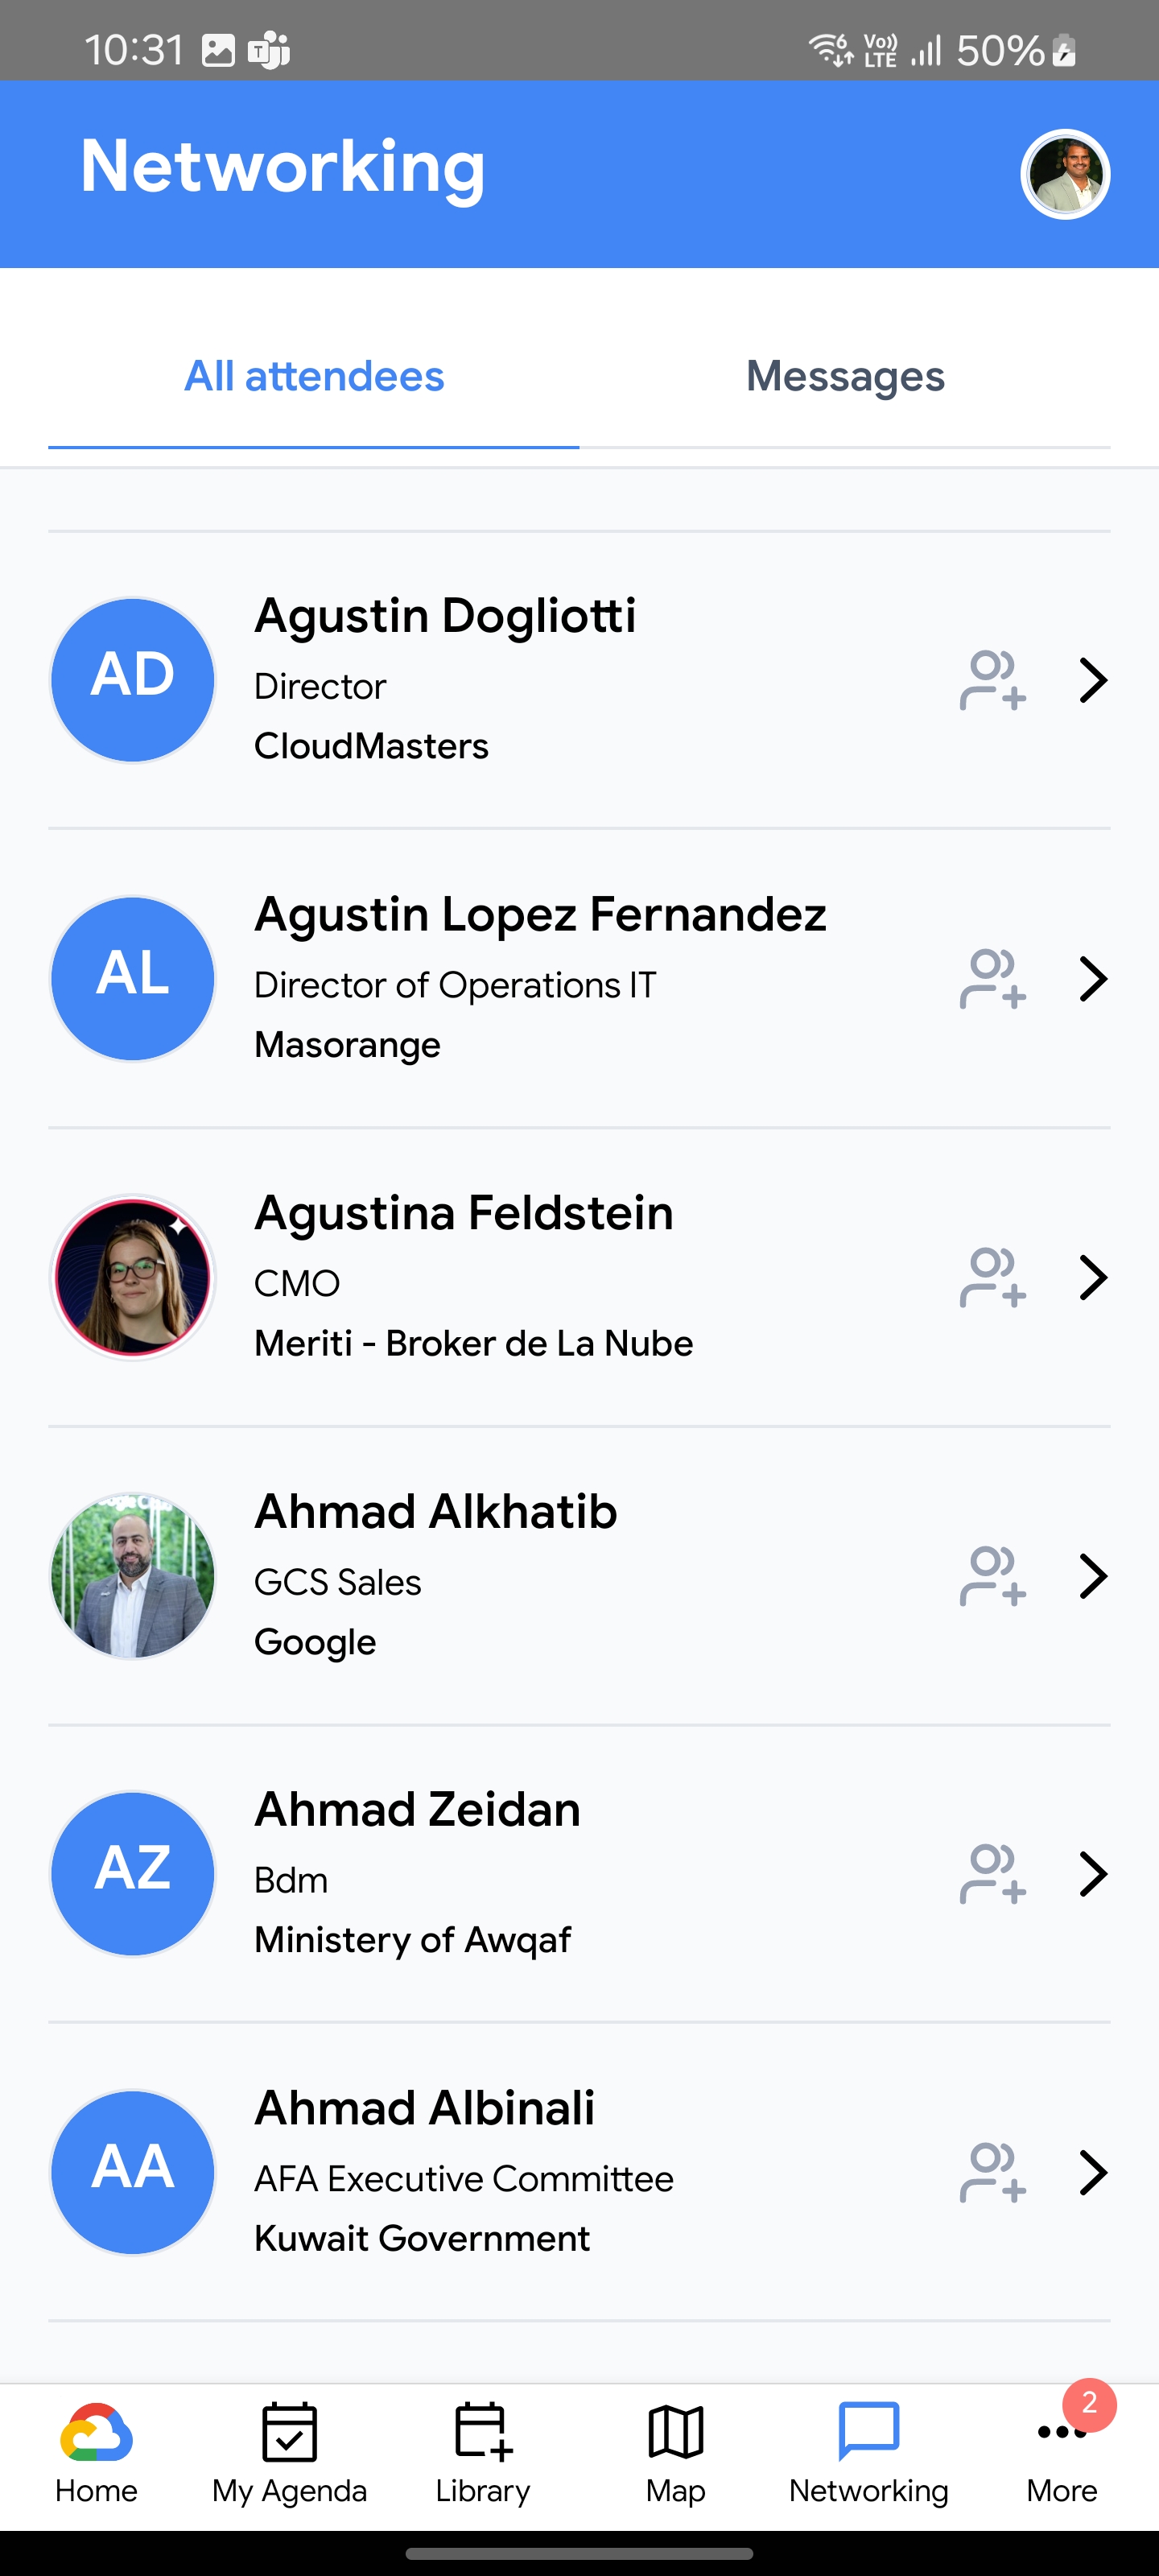 10:31
Vo))
LTE
50%
Networking
All attendees
Messages
AD
Agustin Dogliotti
Director
CloudMasters
AL
Agustin Lopez Fernandez
Director of Operations IT
Masorange
Agustina Feldstein
CMO
Meriti - Broker de La Nube
Ahmad Alkhatib
GCS Sales
Google
AZ
Ahmad Zeidan
Bdm
Ministery of Awqaf
AA
Ahmad Albinali
AFA Executive Committee
Kuwait Government
2
Home
My Agenda
Library
Map
Networking
More